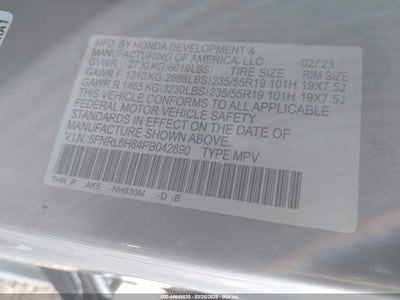 MFD. BY HONDA DEVELOPMENT &
MANUFACTURING OF AMERICA, LLC 02/23
GVWR 2730 KG(6019LBS) TIRE SIZE RIM SIZE
GAWR F 1310 KG(2888LBS) 235/55R19 101H 19X7.5J
GAWR R 1465 KG(3230LBS) 235/55R19 101H 19X7.5J
THIS VEHICLE CONFORMS TO ALL APPLICABLE
FEDERAL MOTOR VEHICLE SAFETY
STANDARDS IN EFFECT ON THE DATE OF
MANUFACTURE SHOWN ABOVE.
V.I.N.: 5FNRL6H84PB042890 TYPE:MPV
THR P AK5 -NH830M -D -B